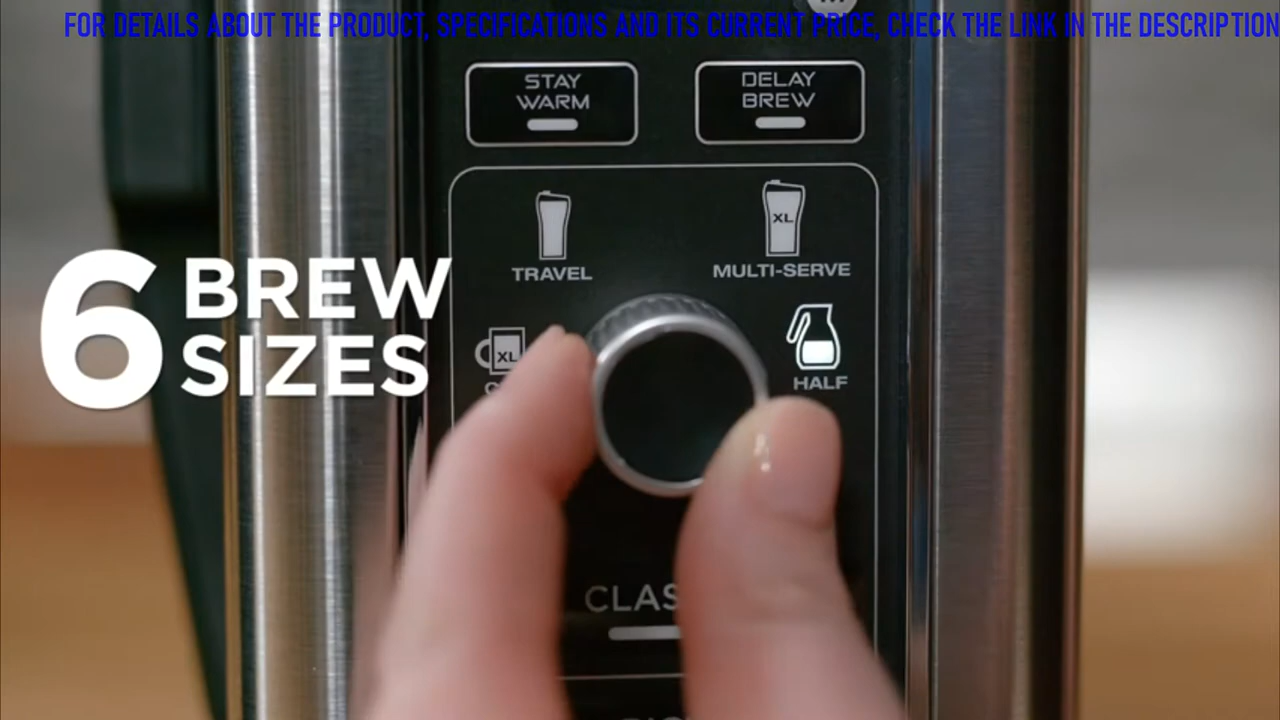 FOR DETAILS ABOUT THE PRODUCT, SPECIFICATIONS AND ITS CURRENT PRICE, CHECK THE LINK IN THE DESCRIPTION
STAY
WARM
DELAY
BREW
XL
TRAVEL
MULTI-SERVE
6 BREW
SIZES
XL
HALF